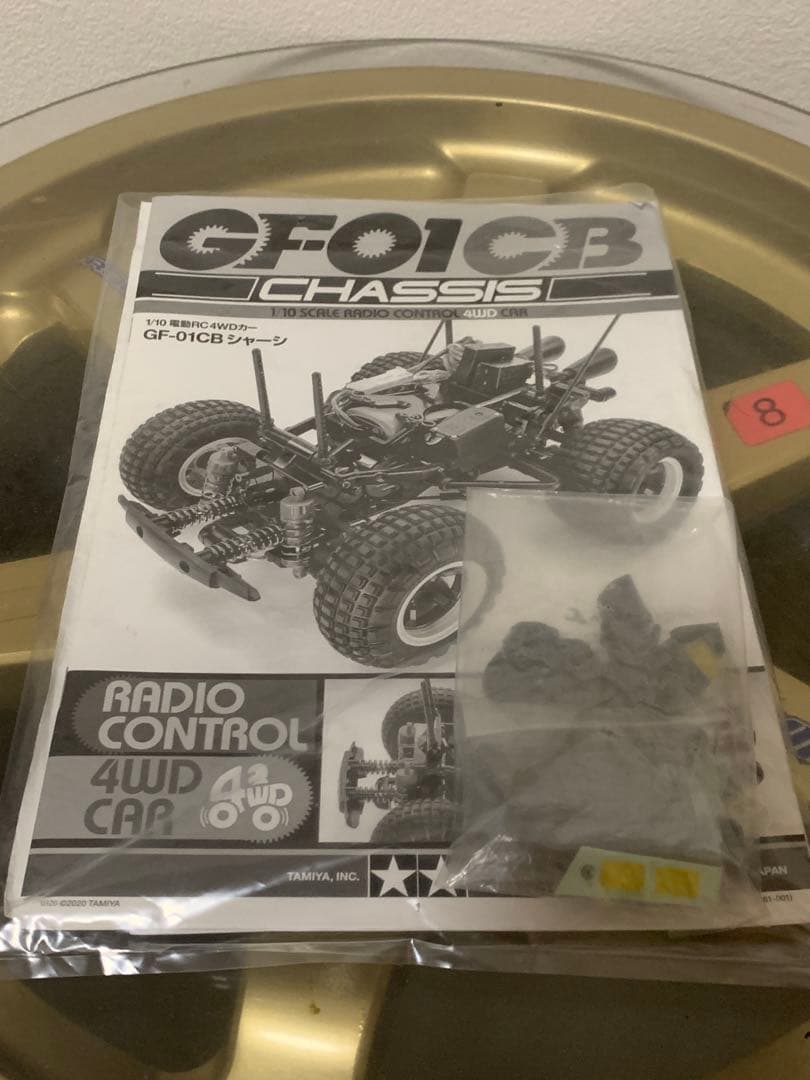 GF-01CB
CHASSIS
1/10 SCALE RADIO CONTROL 4WD CAR
1/10 電動RC4WDカー
GF-01CB シャーシ
8
RADIO
CONTROL
4WD
CAR
4WD
TAMIYA, INC.
JAPAN
©2020 TAMIYA